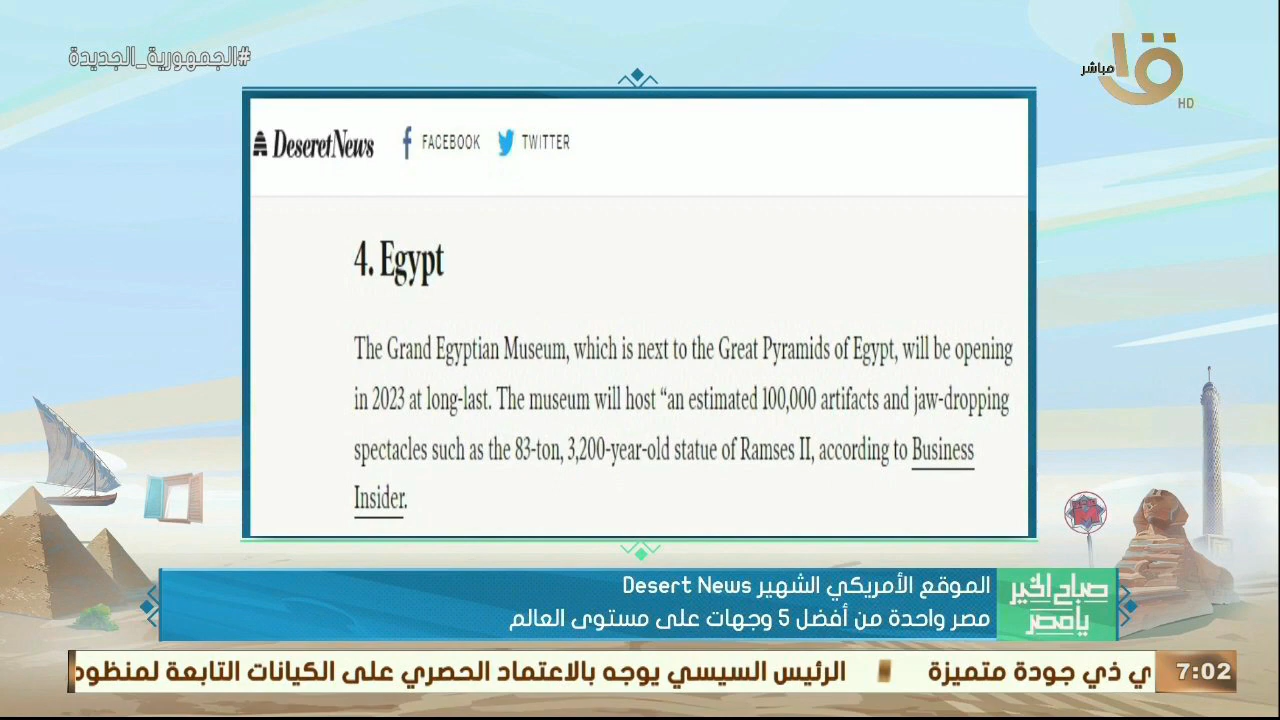 #الجمهورية_الجديدة
مباشر
HD
Deseret News
FACEBOOK
TWITTER
4. Egypt
The Grand Egyptian Museum, which is next to the Great Pyramids of Egypt, will be opening
in 2023 at long-last. The museum will host “an estimated 100,000 artifacts and jaw-dropping
spectacles such as the 83-ton, 3,200-year-old statue of Ramses II, according to Business
Insider.
M
صباح الخير
يا مصر
الموقع الأمريكي الشهير Desert News
مصر واحدة من أفضل 5 وجهات على مستوى العالم
ي ذي جودة متميزة
الرئيس السيسي يوجه بالاعتماد الحصري على الكيانات التابعة لمنظود
7:02